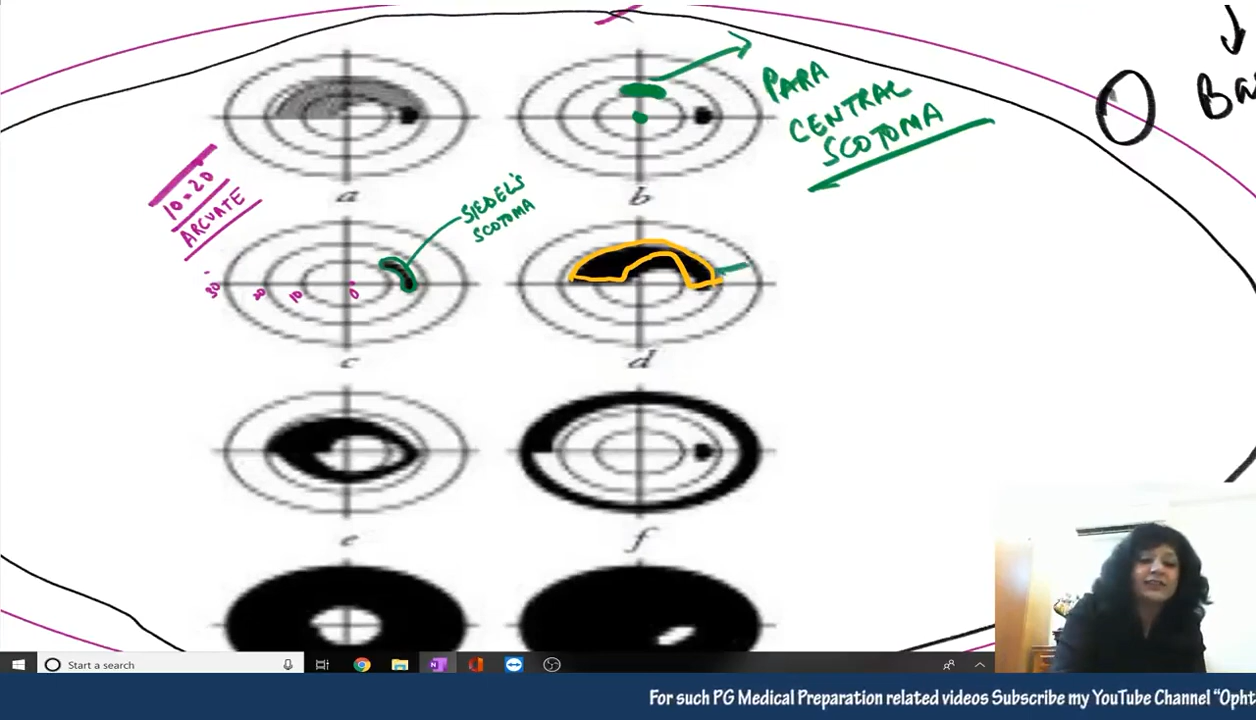 PARA
CENTRAL
SCOTOMA
10-20°
ARCUATE
a
b
SIEDEL'S
SCOTOMA
30°
20
10
0°
c
d
e
f
Start a search
For such PG Medical Preparation related videos Subscribe my YouTube Channel "Opht